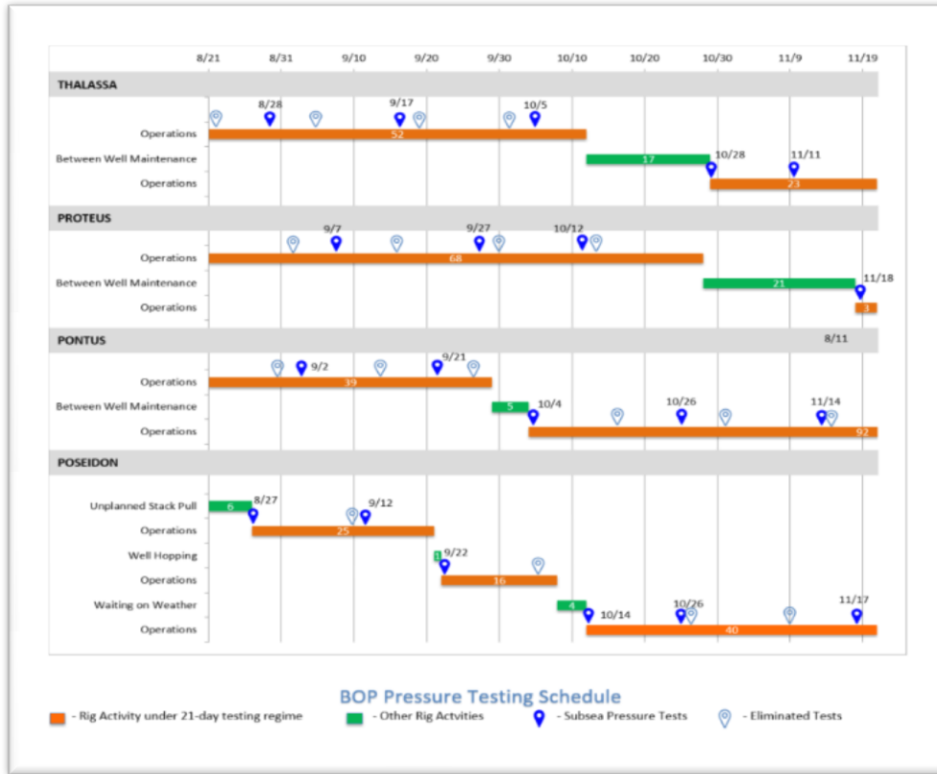 8/21 8/31 9/10 9/20 9/30 10/10 10/20 10/30 11/9 11/19
THALASSA
8/28 9/17 10/5
Operations 52
Between Well Maintenance 17 10/28 11/11
Operations 23
PROTEUS
9/7 9/27 10/12
Operations 68
Between Well Maintenance 21 11/18
Operations 3
PONTUS 8/11
9/2 9/21
Operations 39
Between Well Maintenance 5 10/4 10/26 11/14
Operations 92
POSEIDON
Unplanned Stack Pull 6 8/27 9/12
Operations 25
Well Hopping 1 9/22
Operations 16
Waiting on Weather 4 10/14 10/26 11/17
Operations 40
BOP Pressure Testing Schedule
- Rig Activity under 21-day testing regime - Other Rig Actvities - Subsea Pressure Tests - Eliminated Tests